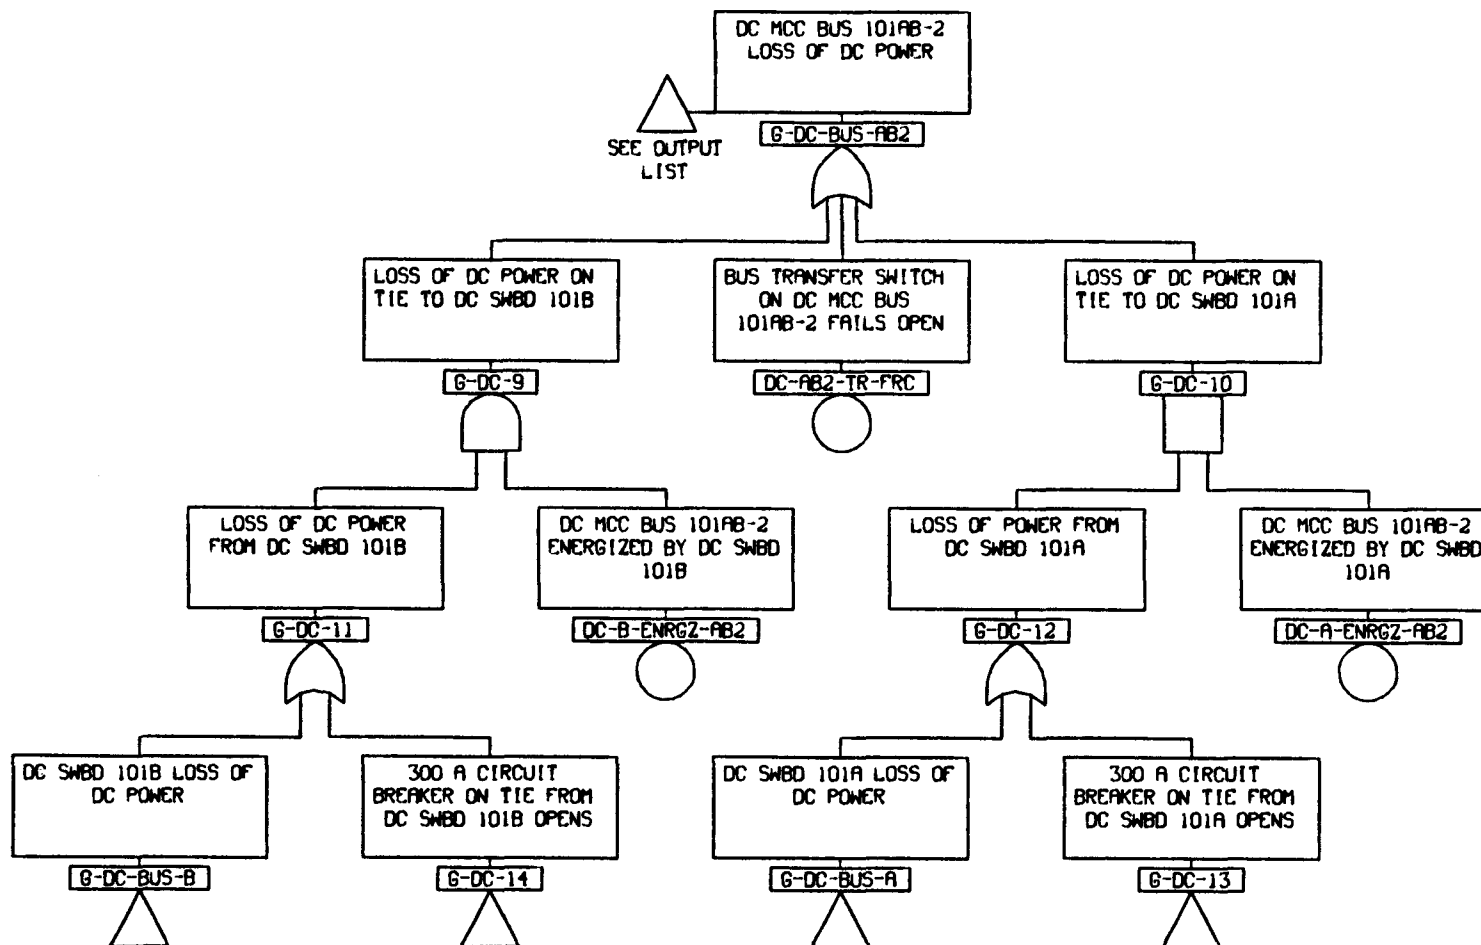 DC MCC BUS 101AB-2
LOSS OF DC POWER
SEE OUTPUT
LIST
G-DC-BUS-AB2
LOSS OF DC POWER ON
TIE TO DC SWBD 101B
G-DC-9
BUS TRANSFER SWITCH
ON DC MCC BUS
101AB-2 FAILS OPEN
DC-AB2-TR-FRC
LOSS OF DC POWER ON
TIE TO DC SWBD 101A
G-DC-10
LOSS OF DC POWER
FROM DC SWBD 101B
G-DC-11
DC MCC BUS 101AB-2
ENERGIZED BY DC SWBD
101B
DC-B-ENRGZ-AB2
LOSS OF POWER FROM
DC SWBD 101A
G-DC-12
DC MCC BUS 101AB-2
ENERGIZED BY DC SWBD
101A
DC-A-ENRGZ-AB2
DC SWBD 101B LOSS OF
DC POWER
G-DC-BUS-B
300 A CIRCUIT
BREAKER ON TIE FROM
DC SWBD 101B OPENS
G-DC-14
DC SWBD 101A LOSS OF
DC POWER
G-DC-BUS-A
300 A CIRCUIT
BREAKER ON TIE FROM
DC SWBD 101A OPENS
G-DC-13